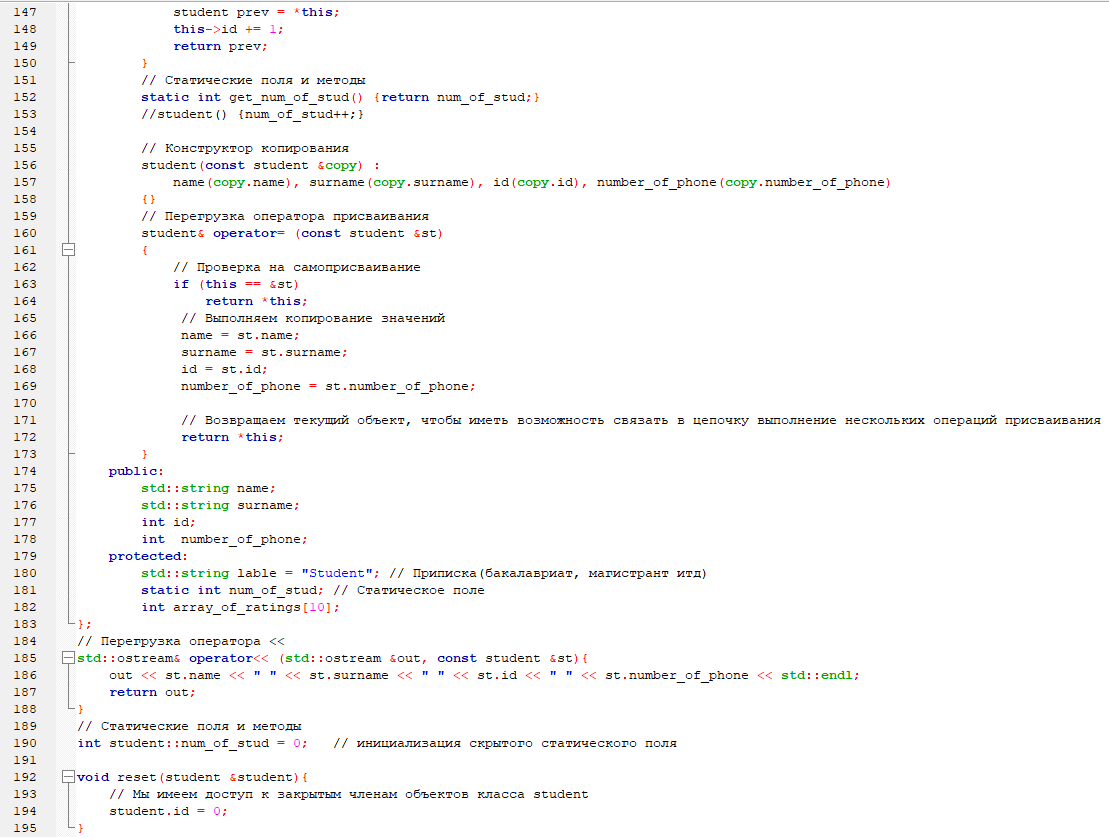 147 student prev = *this;
148 this->id += 1;
149 return prev;
150 }
151 // Статические поля и методы
152 static int get_num_of_stud() {return num_of_stud;}
153 //student() {num_of_stud++;}
154
155 // Конструктор копирования
156 student(const student &copy) :
157 name(copy.name), surname(copy.surname), id(copy.id), number_of_phone(copy.number_of_phone)
158 {}
159 // Перегрузка оператора присваивания
160 student& operator= (const student &st)
161 {
162 // Проверка на самоприсваивание
163 if (this == &st)
164 return *this;
165 // Выполняем копирование значений
166 name = st.name;
167 surname = st.surname;
168 id = st.id;
169 number_of_phone = st.number_of_phone;
170
171 // Возвращаем текущий объект, чтобы иметь возможность связать в цепочку выполнение нескольких операций присваивания
172 return *this;
173 }
174 public:
175 std::string name;
176 std::string surname;
177 int id;
178 int number_of_phone;
179 protected:
180 std::string lable = "Student"; // Приписка(бакалавриат, магистрант итд)
181 static int num_of_stud; // Статическое поле
182 int array_of_ratings[10];
183 };
184 // Перегрузка оператора <<
185 std::ostream& operator<< (std::ostream &out, const student &st){
186 out << st.name << " " << st.surname << " " << st.id << " " << st.number_of_phone << std::endl;
187 return out;
188 }
189 // Статические поля и методы
190 int student::num_of_stud = 0; // инициализация скрытого статического поля
191
192 void reset(student &student){
193 // Мы имеем доступ к закрытым членам объектов класса student
194 student.id = 0;
195 }